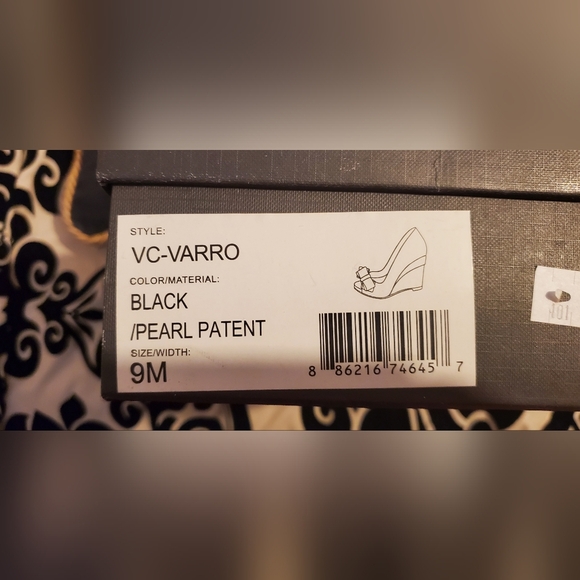 STYLE:
VC-VARRO
COLOR/MATERIAL:
BLACK
/PEARL PATENT
SIZE/WIDTH:
9M
8 86216 74645 7